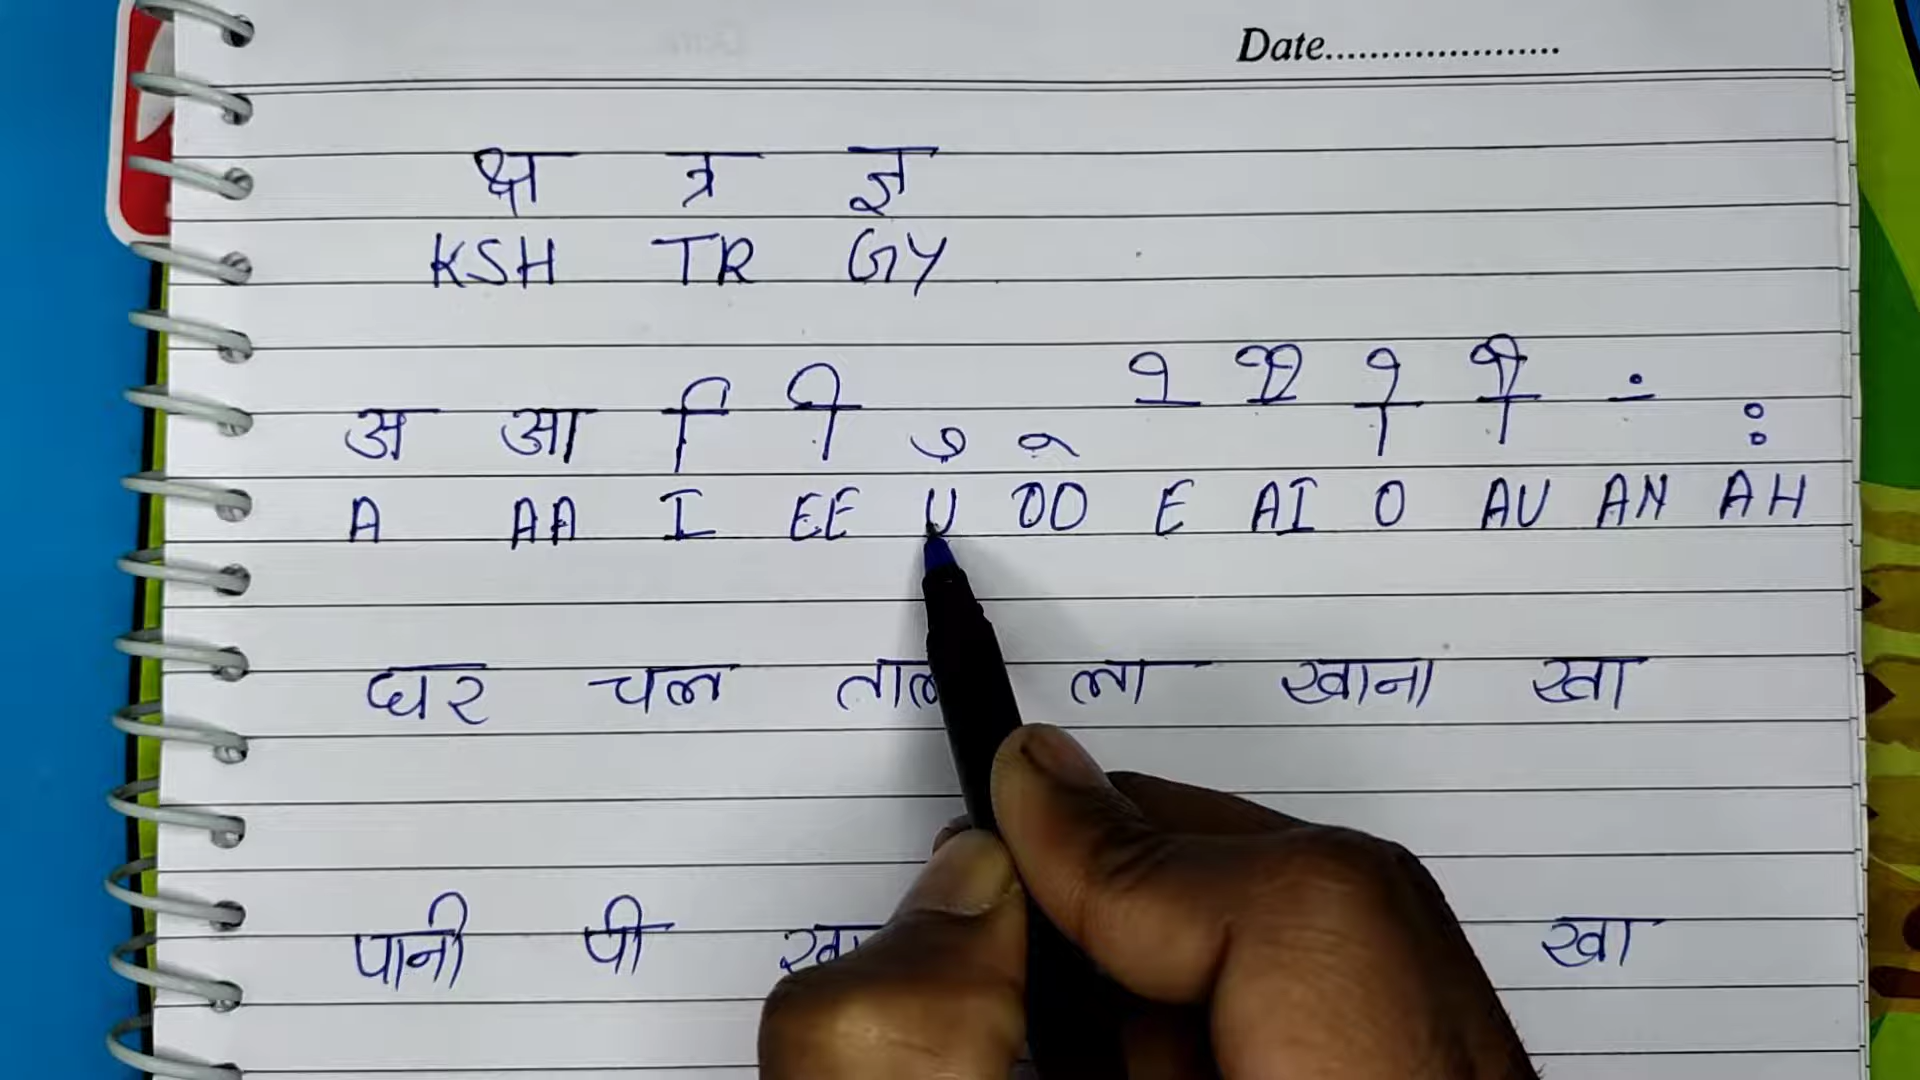 Date.....................
क्ष त्र ज्ञ
KSH TR GY
अ आ ि ी ु ू े ै ो ौ ं ः
A AA I EE U OO E AI O AU AN AH
घर चल ताल ला खाना खा
पानी पी खा